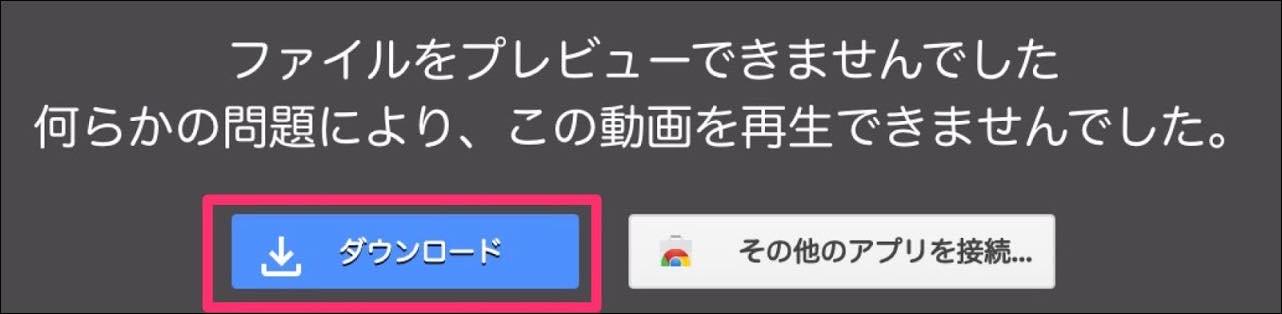 ファイルをプレビューできませんでした
何らかの問題により、この動画を再生できませんでした。
ダウンロード
その他のアプリを接続...